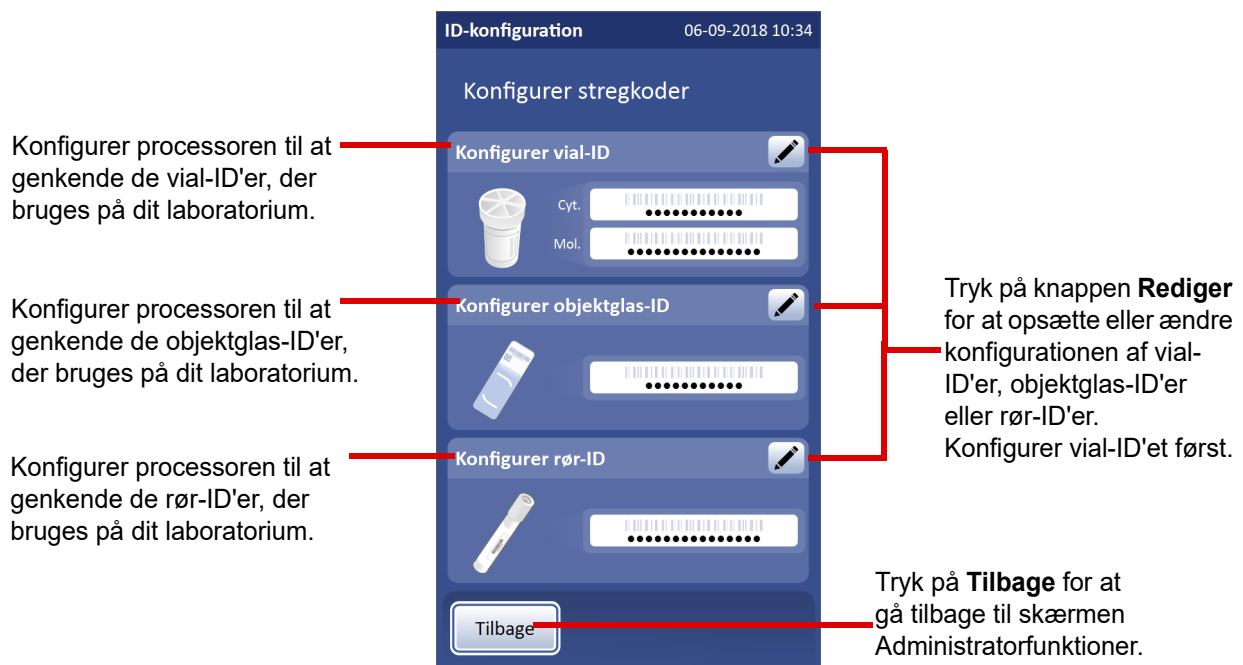 ID-konfiguration 06-09-2018 10:34
Konfigurer stregkoder
Konfigurer processoren til at
genkende de vial-ID'er, der
bruges på dit laboratorium.
Konfigurer vial-ID
Cyt.
Mol.
Konfigurer processoren til at
genkende de objektglas-ID'er,
der bruges på dit laboratorium.
Konfigurer objektglas-ID
Konfigurer processoren til at
genkende de rør-ID'er, der
bruges på dit laboratorium.
Konfigurer rør-ID
Tryk på knappen Rediger
for at opsætte eller ændre
konfigurationen af vial-
ID'er, objektglas-ID'er
eller rør-ID'er.
Konfigurer vial-ID'et først.
Tilbage
Tryk på Tilbage for at
gå tilbage til skærmen
Administratorfunktioner.